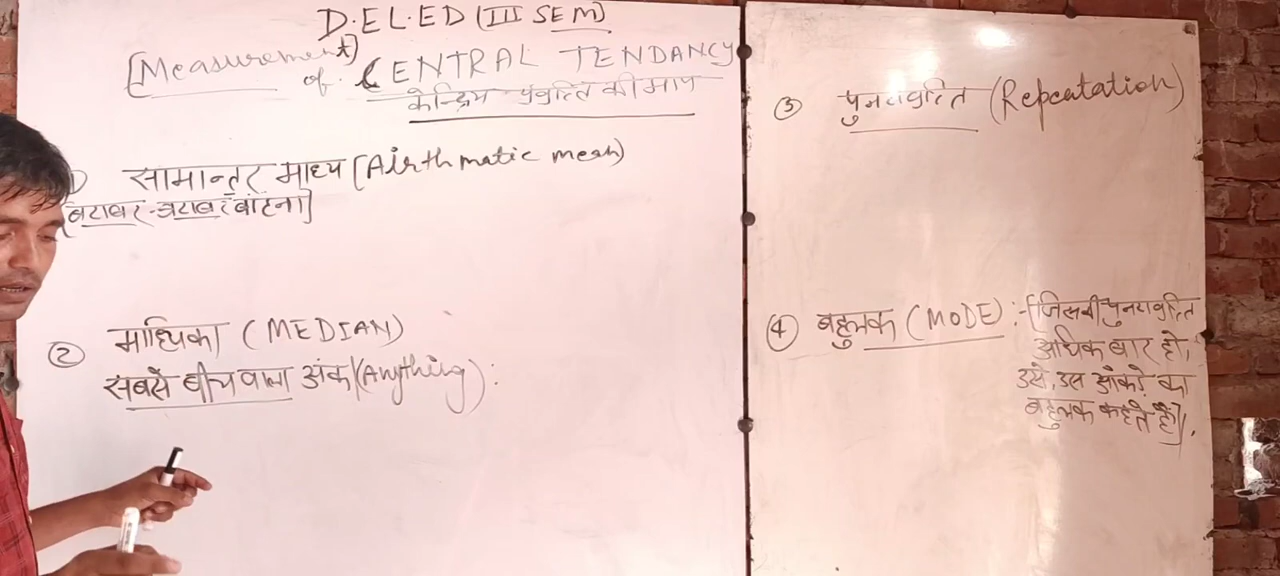 D.EL.ED (III SEM)
[Measurement) of. CENTRAL TENDANCY
केन्द्रिय प्रवृत्ति की माप
सामान्तर माध्य [Airthmatic mean)
[बराबर-बराबर बांटना]
② माध्यिका (MEDIAN)
सबसे बीच वाला अंक/(Anything):
③ पुनरावृत्ति (Repeatation)
④ बहुलक (MODE):-[जिसकी पुनरावृत्ति
अधिक बार हो,
उसे, उस आँकड़े का
बहुलक कहते हैं].